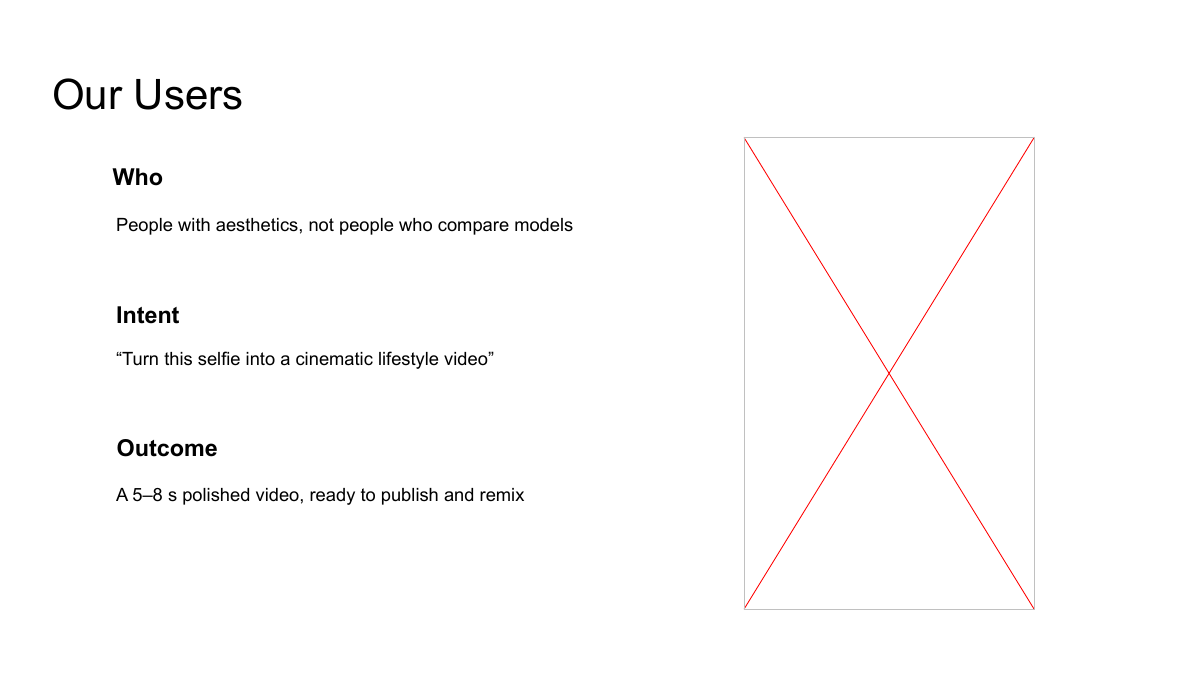 Our Users
Who
People with aesthetics, not people who compare models
Intent
“Turn this selfie into a cinematic lifestyle video”
Outcome
A 5–8 s polished video, ready to publish and remix